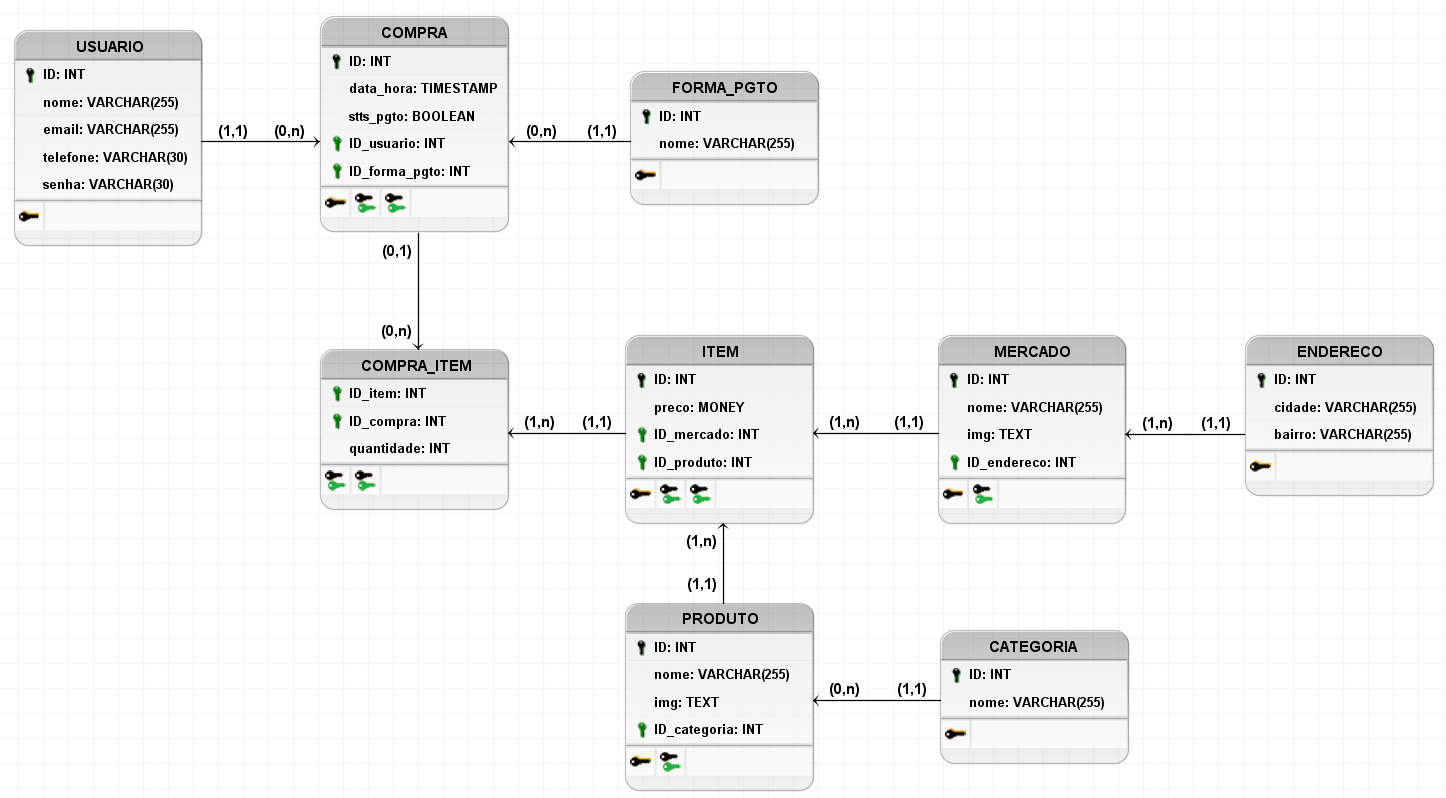 USUARIO
ID: INT
nome: VARCHAR(255)
email: VARCHAR(255)
telefone: VARCHAR(30)
senha: VARCHAR(30)
(1,1)
(0,n)
COMPRA
ID: INT
data_hora: TIMESTAMP
stts_pgto: BOOLEAN
ID_usuario: INT
ID_forma_pgto: INT
(0,n)
(1,1)
FORMA_PGTO
ID: INT
nome: VARCHAR(255)
(0,1)
(0,n)
COMPRA_ITEM
ID_item: INT
ID_compra: INT
quantidade: INT
(1,n)
(1,1)
ITEM
ID: INT
preco: MONEY
ID_mercado: INT
ID_produto: INT
(1,n)
(1,1)
MERCADO
ID: INT
nome: VARCHAR(255)
img: TEXT
ID_endereco: INT
(1,n)
(1,1)
ENDERECO
ID: INT
cidade: VARCHAR(255)
bairro: VARCHAR(255)
(1,n)
(1,1)
PRODUTO
ID: INT
nome: VARCHAR(255)
img: TEXT
ID_categoria: INT
(0,n)
(1,1)
CATEGORIA
ID: INT
nome: VARCHAR(255)